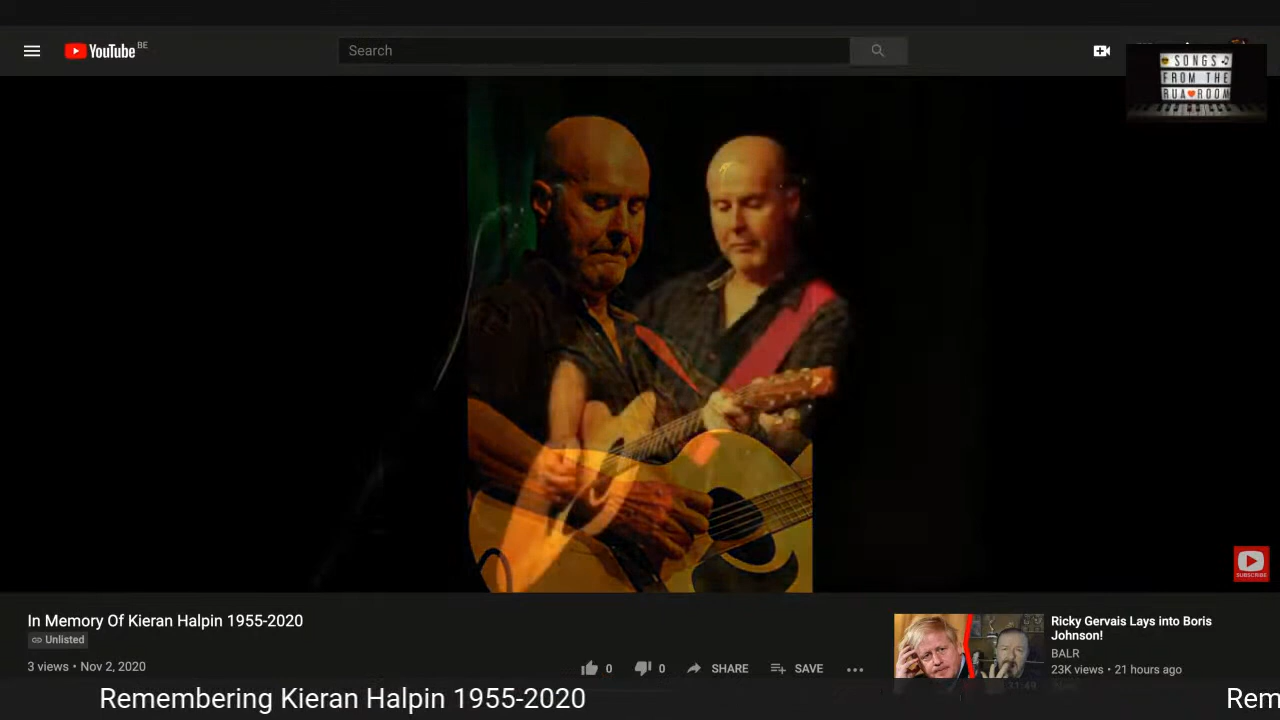 YouTube BE
Search
SONGS
FROM THE
RUA❤ROOM
SUBSCRIBE
In Memory Of Kieran Halpin 1955-2020
Unlisted
3 views • Nov 2, 2020
0
0
SHARE
SAVE
Ricky Gervais Lays into Boris
Johnson!
BALR
23K views • 21 hours ago
Remembering Kieran Halpin 1955-2020
Rem